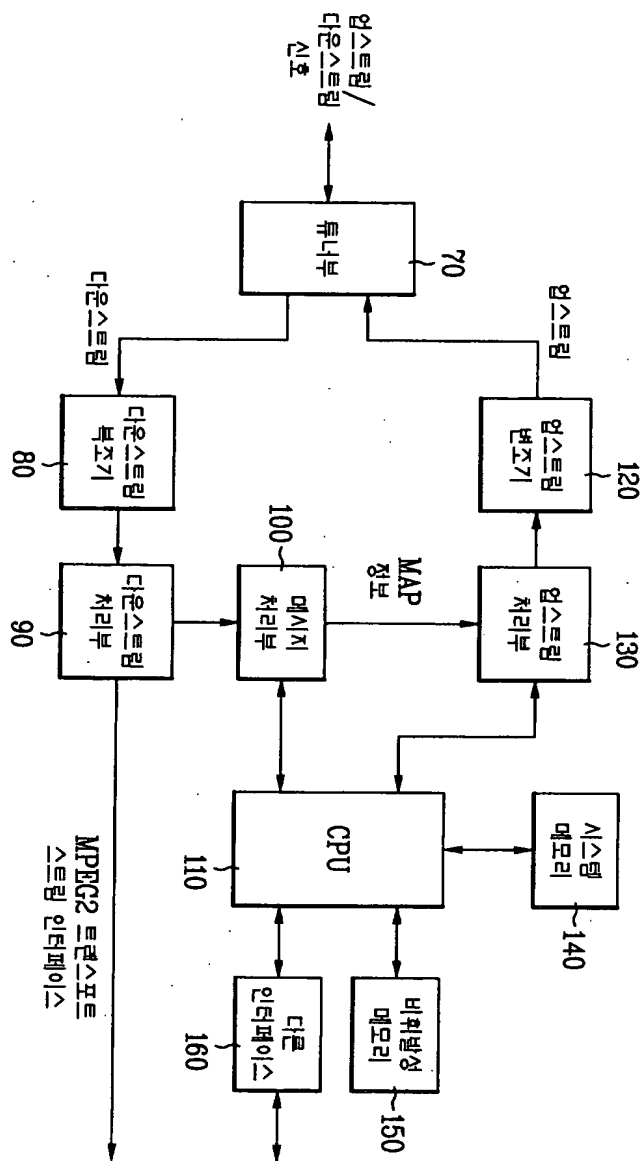 업스트림/
다운스트림
신호
튜너부
70
업스트림
다운스트림
업스트림
변조기
120
다운스트림
복조기
80
업스트림
처리부
130
MAP
정보
메시지
처리부
100
다운스트림
처리부
90
시스템
메모리
140
CPU
110
비휘발성
메모리
150
다른
인터페이스
160
MPEG2 트랜스포트
스트림 인터페이스